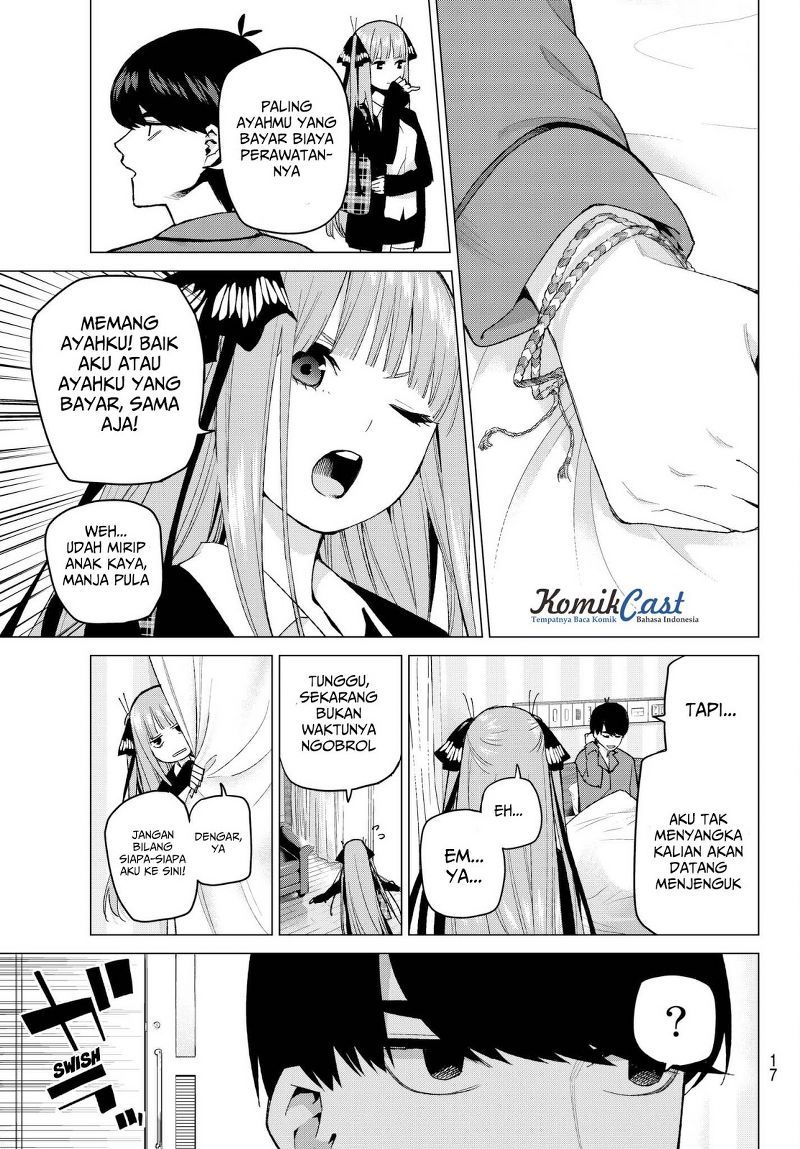 PALING
AYAHMU YANG
BAYAR BIAYA
PERAWATAN-
NYA
MEMANG
AYAHKU! BAIK
AKU ATAU
AYAHKU YANG
BAYAR, SAMA
AJA!
WEH...
UDAH MIRIP
ANAK KAYA,
MANJA PULA
KomikCast
Tempatnya Baca Komik Bahasa Indonesia
TAPI...
AKU TAK
MENYANGKA
KALIAN AKAN
DATANG
MENJENGUK
EH...
EM...
YA...
TUNGGU,
SEKARANG
BUKAN
WAKTUNYA
NGOBROL
DENGAR,
YA
JANGAN
BILANG
SIAPA-SIAPA
AKU KE SINI!
?
SWISH
17